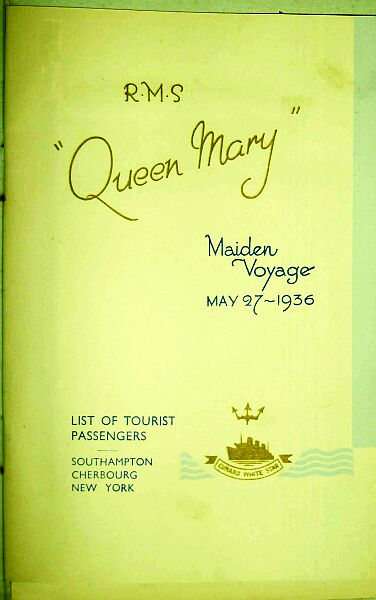 R·M·S
"Queen Mary"
Maiden
Voyage
MAY 27~1936
LIST OF TOURIST
PASSENGERS
SOUTHAMPTON
CHERBOURG
NEW YORK
CUNARD WHITE STAR